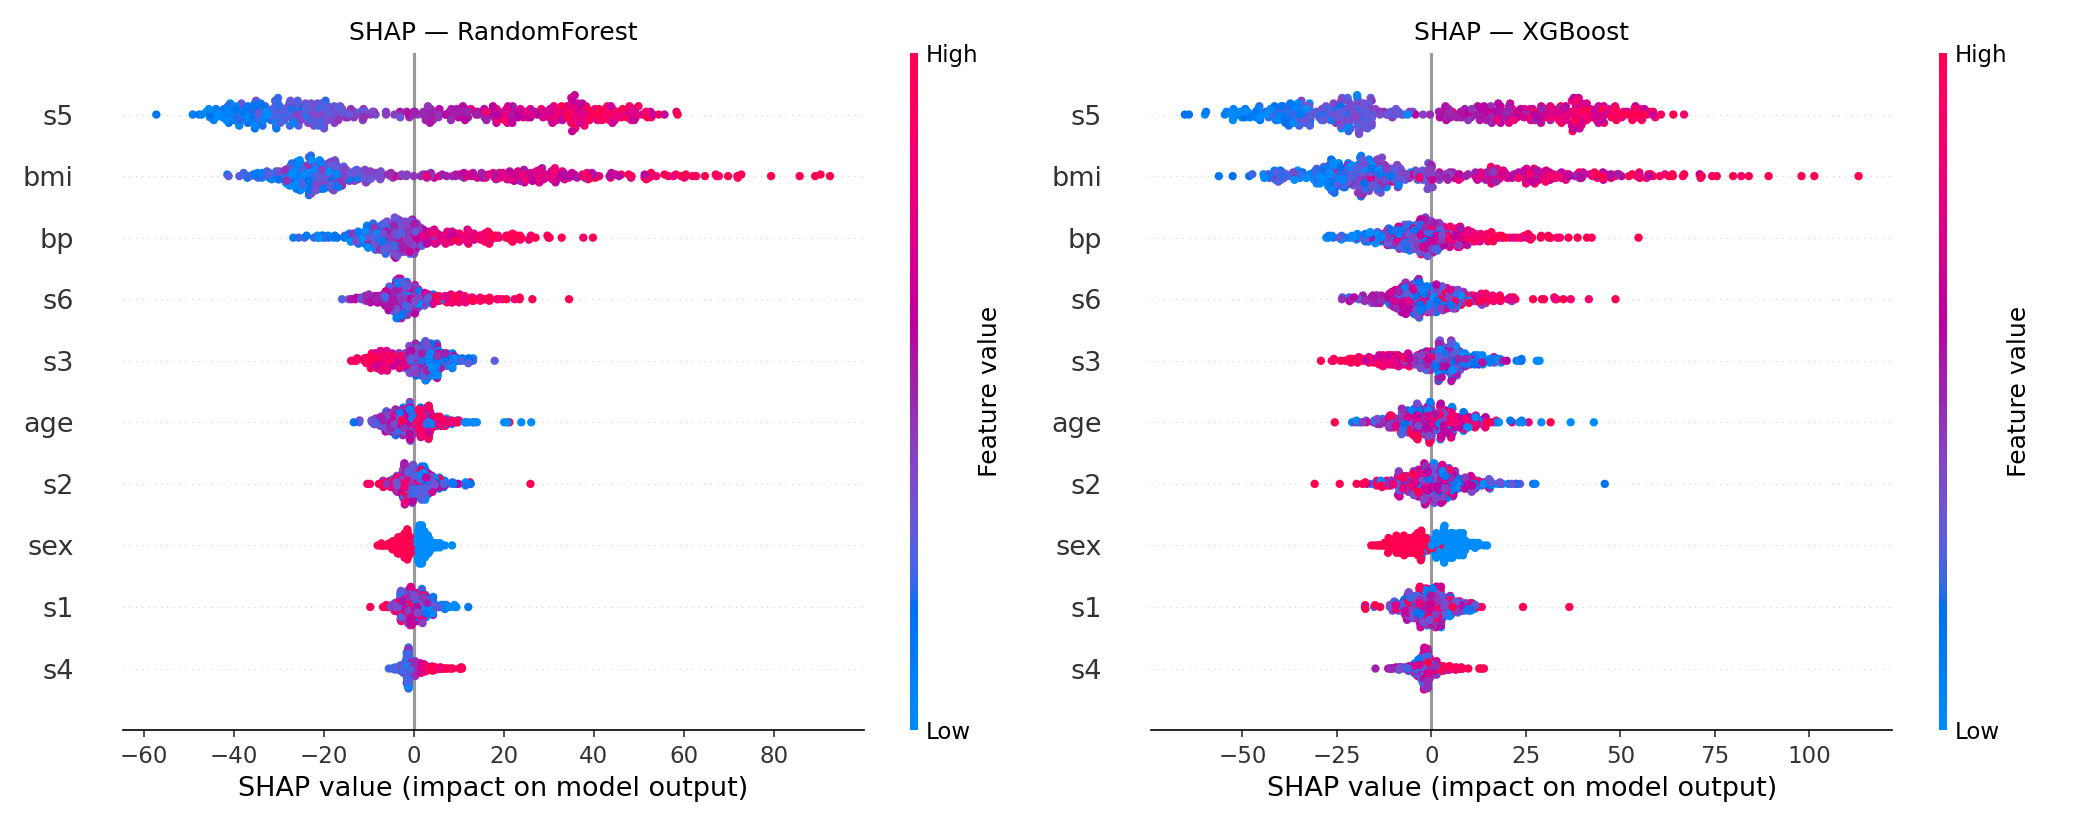 SHAP — RandomForest
High
s5
bmi
bp
s6
s3
age
s2
sex
s1
s4
Feature value
Low
−60 −40 −20 0 20 40 60 80
SHAP value (impact on model output)
SHAP — XGBoost
High
s5
bmi
bp
s6
s3
age
s2
sex
s1
s4
Feature value
Low
−50 −25 0 25 50 75 100
SHAP value (impact on model output)